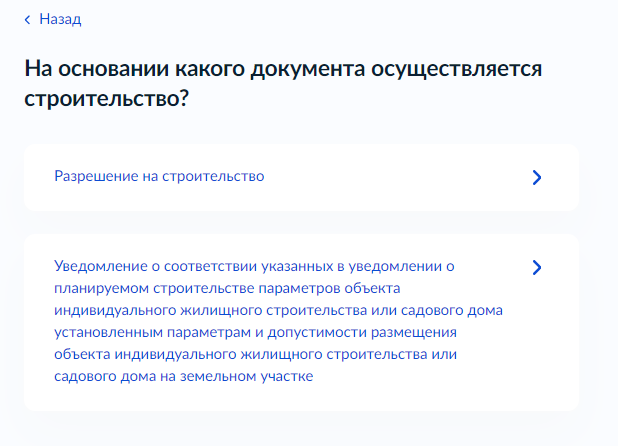 Назад
На основании какого документа осуществляется
строительство?
Разрешение на строительство
Уведомление о соответствии указанных в уведомлении о
планируемом строительстве параметров объекта
индивидуального жилищного строительства или садового дома
установленным параметрам и допустимости размещения
объекта индивидуального жилищного строительства или
садового дома на земельном участке